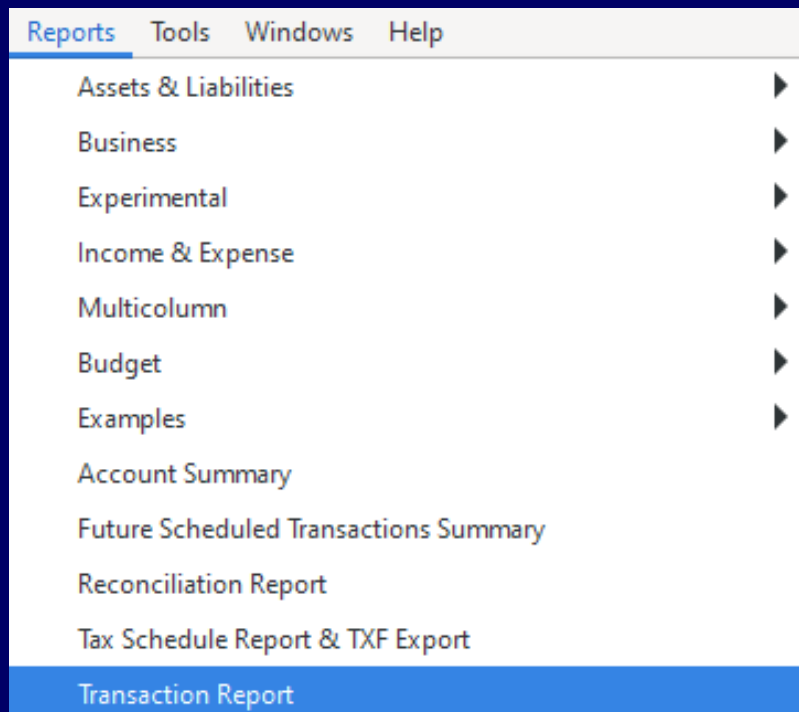 Reports Tools Windows Help
Assets & Liabilities
Business
Experimental
Income & Expense
Multicolumn
Budget
Examples
Account Summary
Future Scheduled Transactions Summary
Reconciliation Report
Tax Schedule Report & TXF Export
Transaction Report